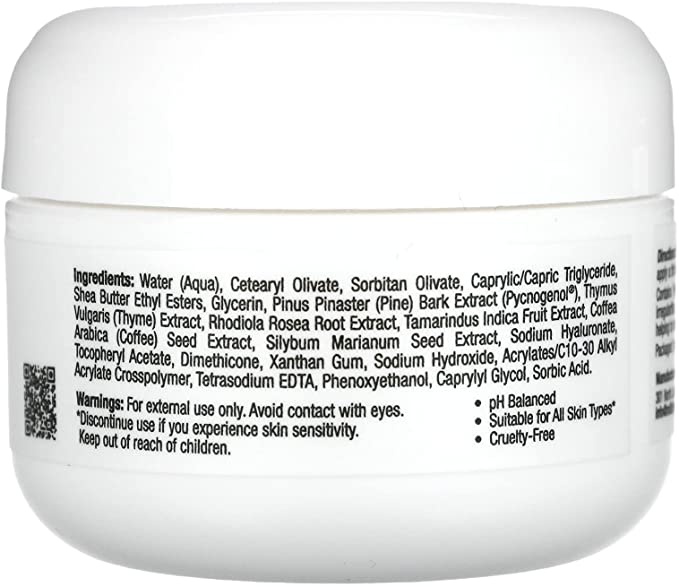 Ingredients: Water (Aqua), Cetearyl Olivate, Sorbitan Olivate, Caprylic/Capric Triglyceride,
Shea Butter Ethyl Esters, Glycerin, Pinus Pinaster (Pine) Bark Extract (Pycnogenol®), Thymus
Vulgaris (Thyme) Extract, Rhodiola Rosea Root Extract, Tamarindus Indica Fruit Extract, Coffea
Arabica (Coffee) Seed Extract, Silybum Marianum Seed Extract, Sodium Hyaluronate,
Tocopheryl Acetate, Dimethicone, Xanthan Gum, Sodium Hydroxide, Acrylates/C10-30 Alkyl
Acrylate Crosspolymer, Tetrasodium EDTA, Phenoxyethanol, Caprylyl Glycol, Sorbic Acid.
Warnings: For external use only. Avoid contact with eyes.
*Discontinue use if you experience skin sensitivity.
Keep out of reach of children.
• pH Balanced
• Suitable for All Skin Types*
• Cruelty-Free